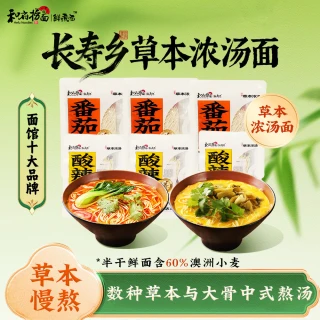 和府捞面
长寿乡草本浓汤面
面馆十大品牌
番茄
番茄
番茄
酸辣
酸辣
酸辣
草本
浓汤面
*半干鲜面含60%澳洲小麦
草本
慢熬
数种草本与大骨中式熬汤